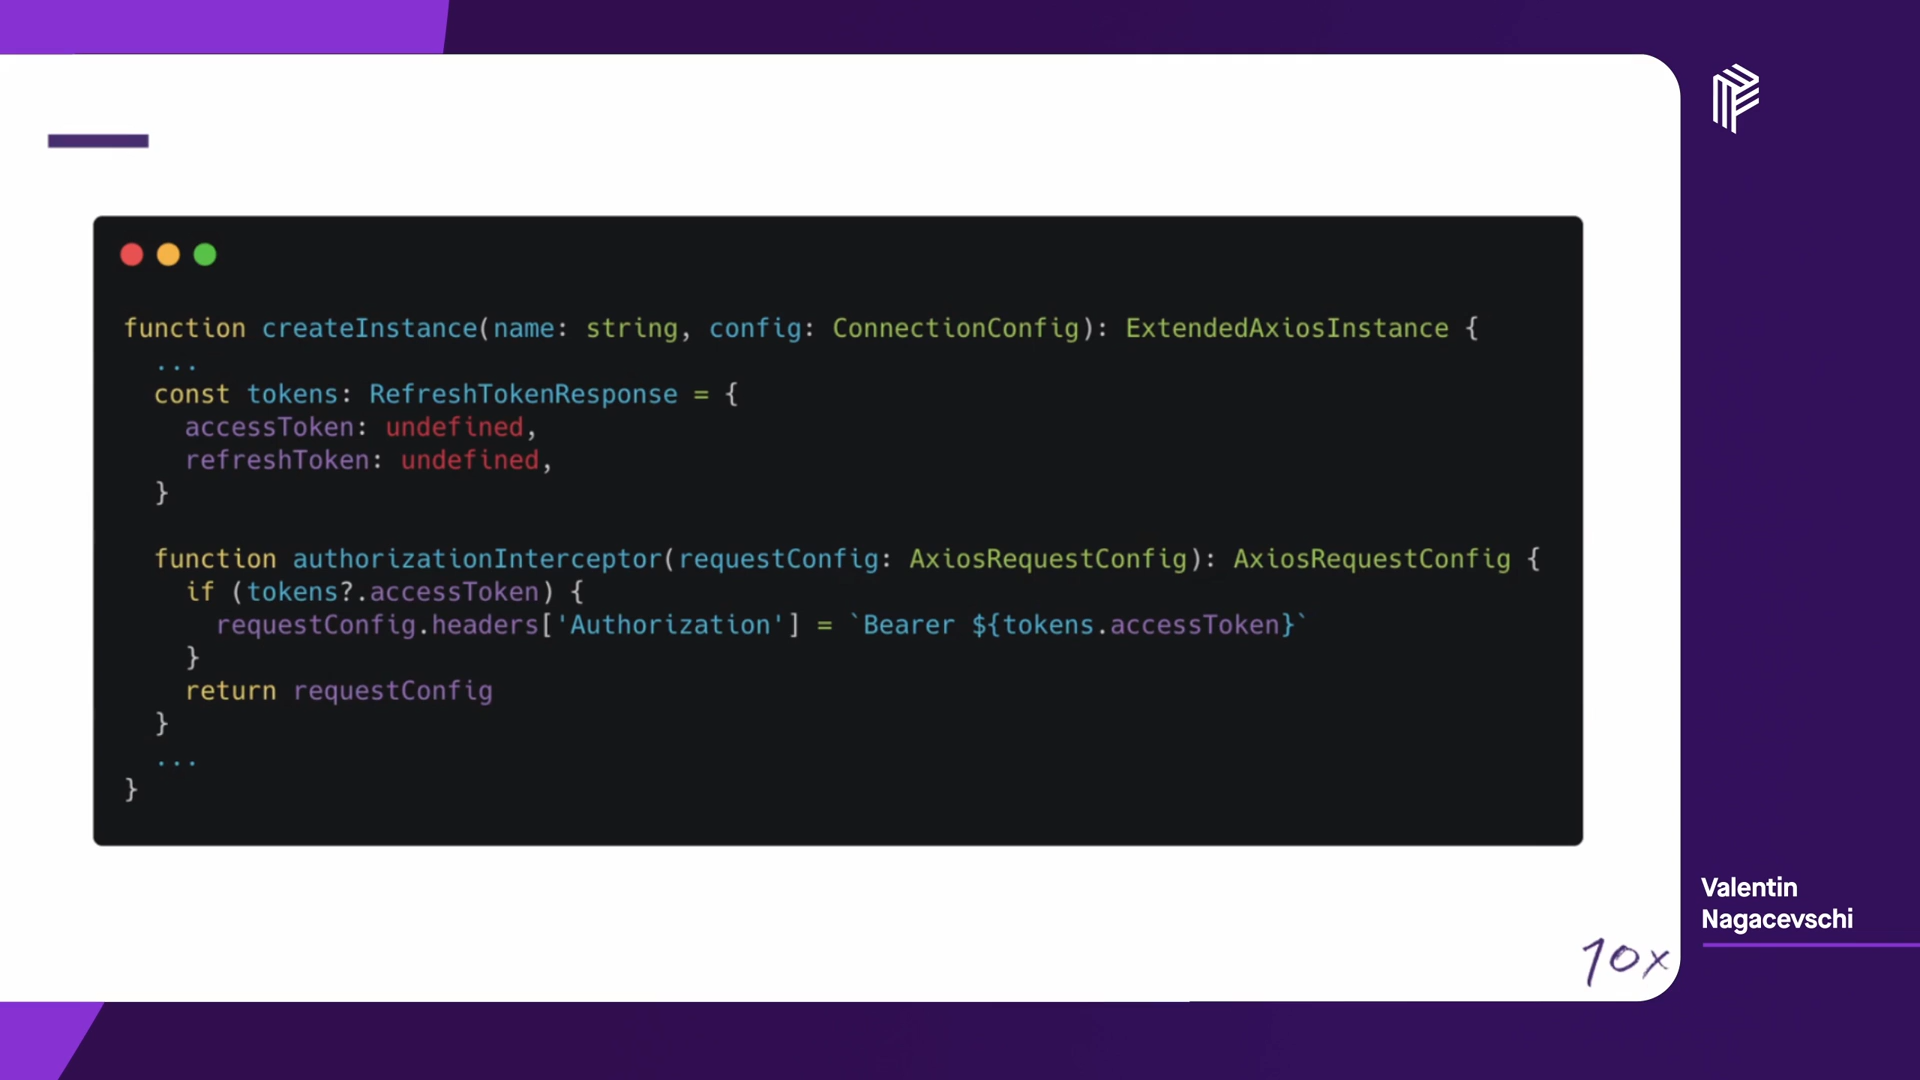 function createInstance(name: string, config: ConnectionConfig): ExtendedAxiosInstance {
  ...
  const tokens: RefreshTokenResponse = {
    accessToken: undefined,
    refreshToken: undefined,
  }

  function authorizationInterceptor(requestConfig: AxiosRequestConfig): AxiosRequestConfig {
    if (tokens?.accessToken) {
      requestConfig.headers['Authorization'] = `Bearer ${tokens.accessToken}`
    }
    return requestConfig
  }
  ...
}
Valentin
Nagacevschi
10x